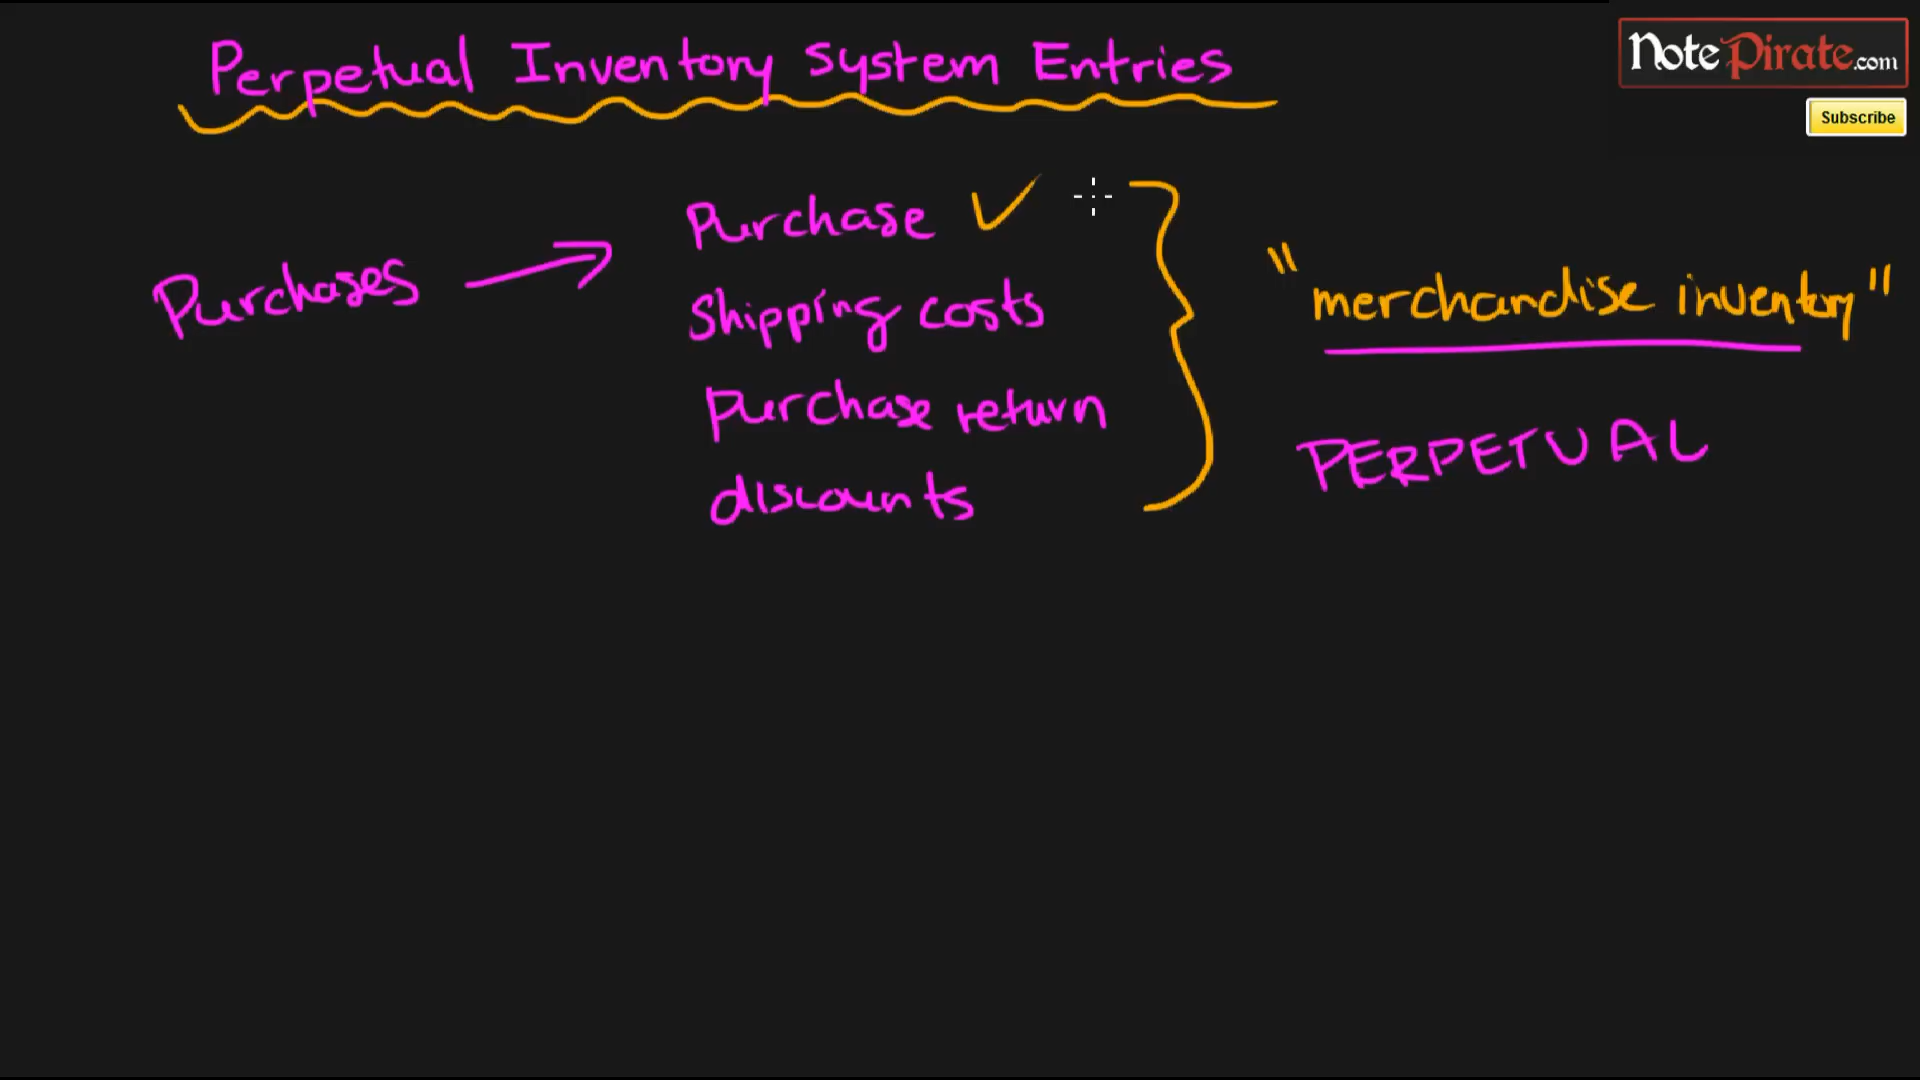 Perpetual Inventory System Entries
NotePirate.com
Subscribe
Purchases
Purchase
Shipping costs
Purchase return
discounts
"merchandise inventory"
PERPETUAL